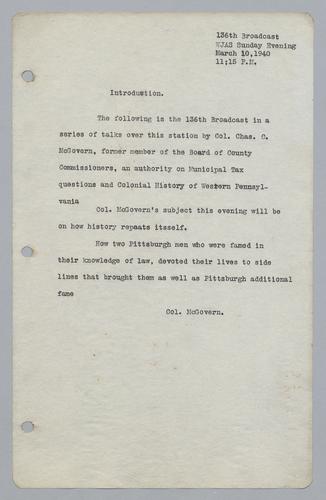 136th Broadcast
WJAS Sunday Evening
March 10,1940
11;15 P.M.
Introduction.
The following is the 136th Broadcast in a
series of talks over this station by Col. Chas. C.
McGovern, former member of the Board of County
Commissioners, an authority on Municipal Tax
questions and Colonial History of Western Pennsyl-
vania
Col. McGovern's subject this evening will be
on how history repeats itsself.
How two Pittsburgh men who were famed in
their knowledge of law, devoted their lives to side
lines that brought them as well as Pittsburgh additional
fame
Col. McGovern.